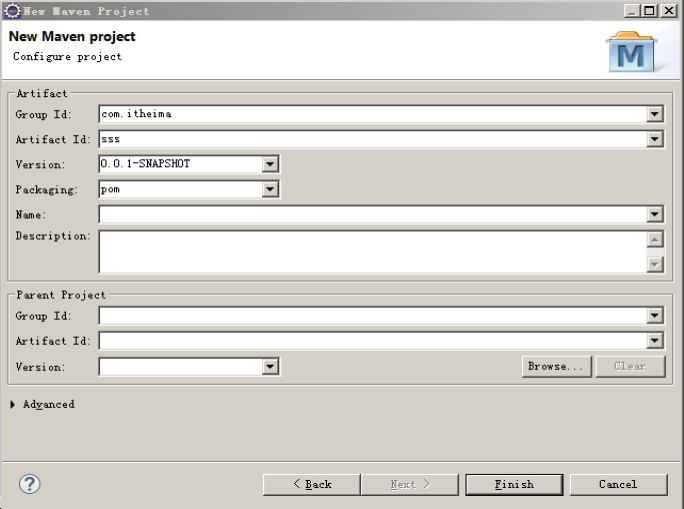 New Maven Project
New Maven project
Configure project
M
Artifact
Group Id: com.itheima
Artifact Id: sss
Version: 0.0.1-SNAPSHOT
Packaging: pom
Name:
Description:
Parent Project
Group Id:
Artifact Id:
Version: Browse... Clear
Advanced
? < Back Next > Finish Cancel